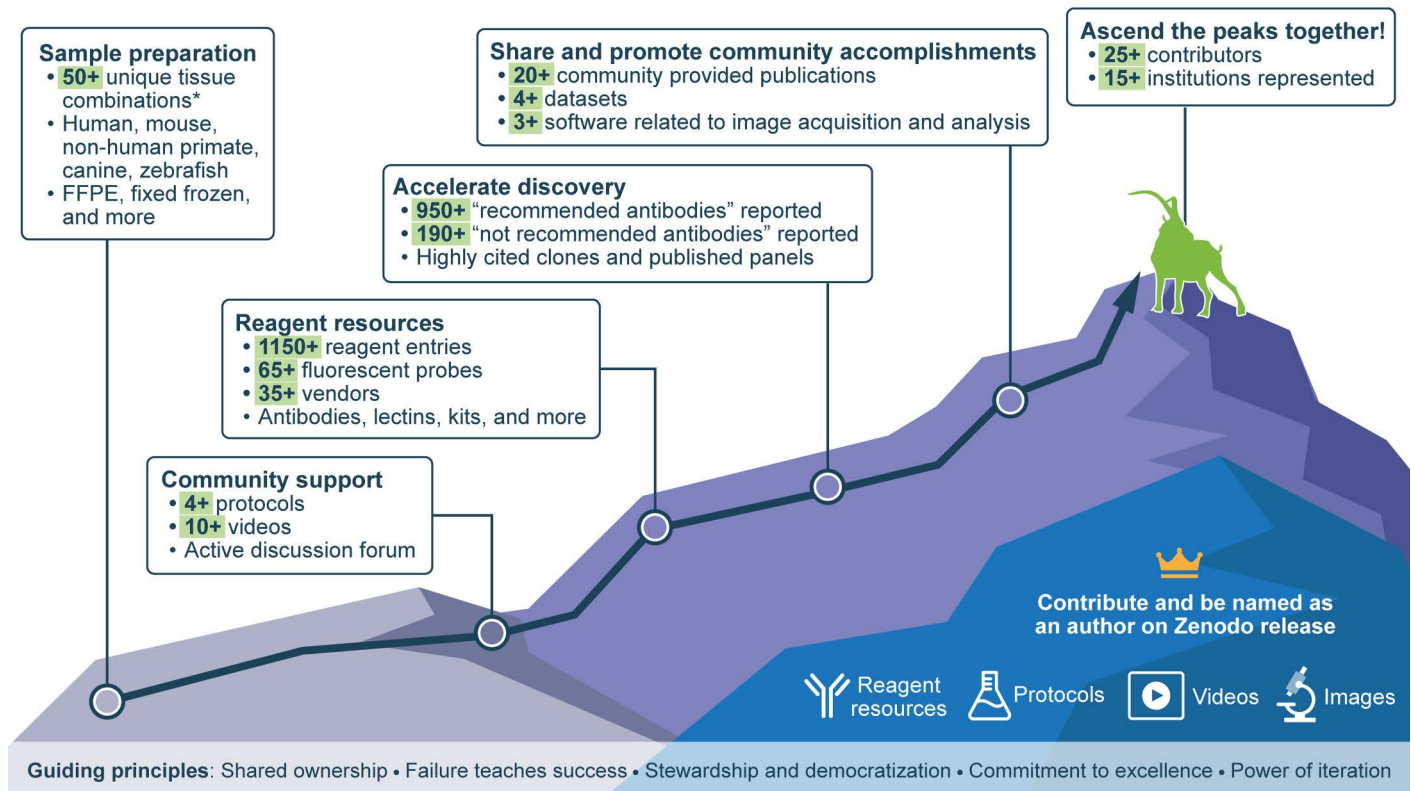 Sample preparation
• 50+ unique tissue
combinations*
• Human, mouse,
non-human primate,
canine, zebrafish
• FFPE, fixed frozen,
and more
Community support
• 4+ protocols
• 10+ videos
• Active discussion forum
Reagent resources
• 1150+ reagent entries
• 65+ fluorescent probes
• 35+ vendors
• Antibodies, lectins, kits, and more
Accelerate discovery
• 950+ “recommended antibodies” reported
• 190+ “not recommended antibodies” reported
• Highly cited clones and published panels
Share and promote community accomplishments
• 20+ community provided publications
• 4+ datasets
• 3+ software related to image acquisition and analysis
Ascend the peaks together!
• 25+ contributors
• 15+ institutions represented
Contribute and be named as
an author on Zenodo release
Reagent
resources
Protocols
Videos
Images
Guiding principles: Shared ownership • Failure teaches success • Stewardship and democratization • Commitment to excellence • Power of iteration